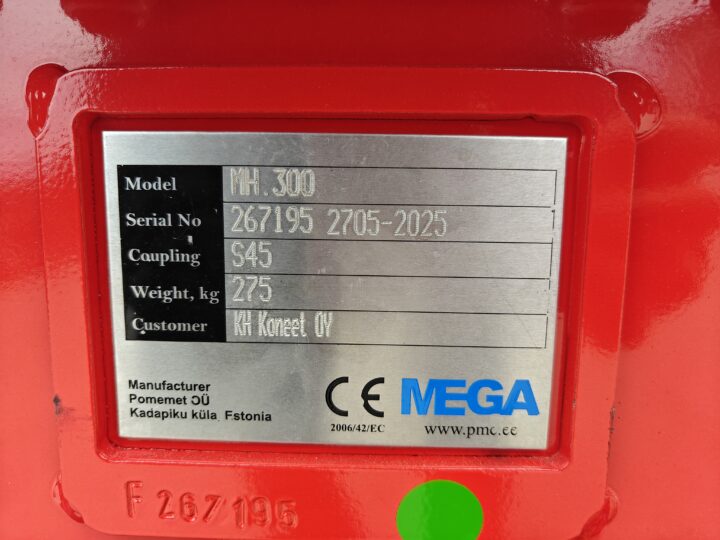 Model MH.300
Serial No 267195 2705-2025
Coupling S45
Weight, kg 275
Customer KH Koneet OY
Manufacturer
Pomemet OÜ
Kadapiku küla, Estonia
CE MEGA
2006/42/EC www.pmc.ee
F 267195